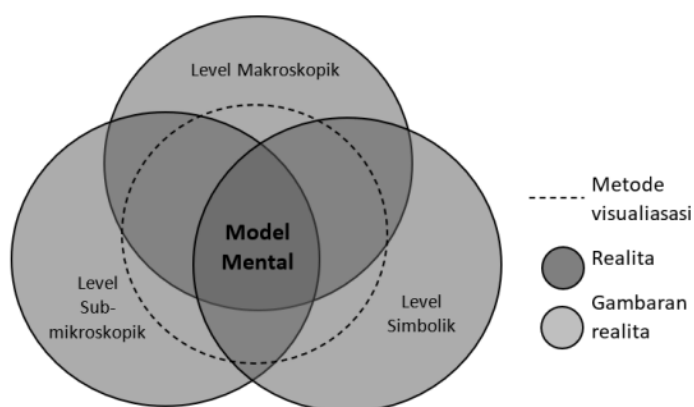 Level Makroskopik
Model
Mental
Level
Sub-
mikroskopik
Level
Simbolik
Metode
visualiasasi
Realita
Gambaran
realita